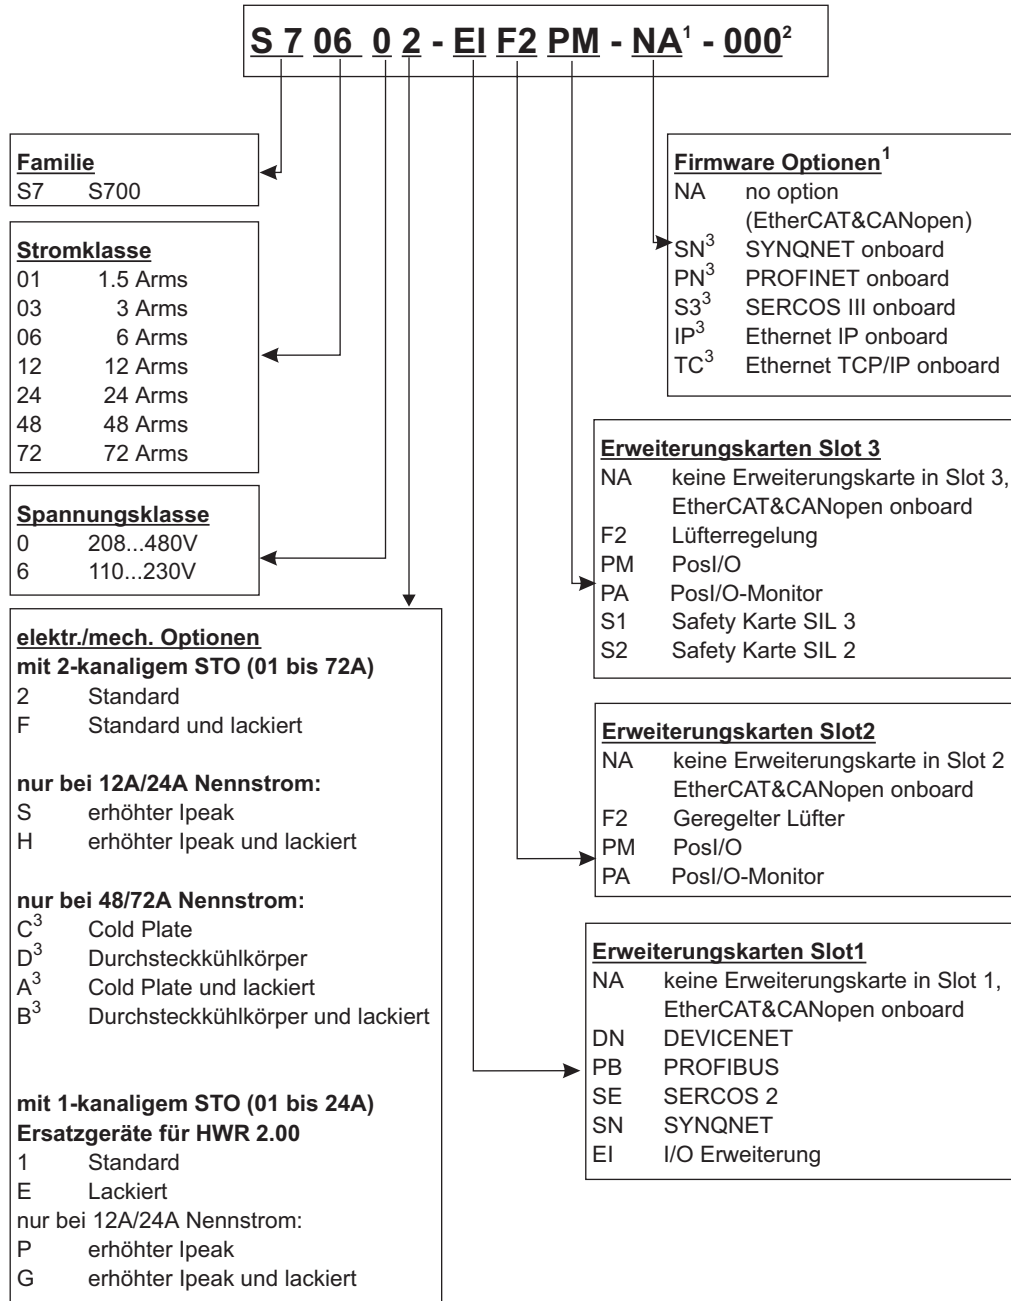 S 7 06 0 2 - EI F2 PM - NA¹ - 000²
Familie
S7 S700
Stromklasse
01 1.5 Arms
03 3 Arms
06 6 Arms
12 12 Arms
24 24 Arms
48 48 Arms
72 72 Arms
Spannungsklasse
0 208...480V
6 110...230V
elektr./mech. Optionen
mit 2-kanaligem STO (01 bis 72A)
2 Standard
F Standard und lackiert
nur bei 12A/24A Nennstrom:
S erhöhter Ipeak
H erhöhter Ipeak und lackiert
nur bei 48/72A Nennstrom:
C³ Cold Plate
D³ Durchsteckkühlkörper
A³ Cold Plate und lackiert
B³ Durchsteckkühlkörper und lackiert
mit 1-kanaligem STO (01 bis 24A)
Ersatzgeräte für HWR 2.00
1 Standard
E Lackiert
nur bei 12A/24A Nennstrom:
P erhöhter Ipeak
G erhöhter Ipeak und lackiert
Firmware Optionen¹
NA no option
(EtherCAT&CANopen)
SN³ SYNQNET onboard
PN³ PROFINET onboard
S3³ SERCOS III onboard
IP³ Ethernet IP onboard
TC³ Ethernet TCP/IP onboard
Erweiterungskarten Slot 3
NA keine Erweiterungskarte in Slot 3,
EtherCAT&CANopen onboard
F2 Lüfterregelung
PM PosI/O
PA PosI/O-Monitor
S1 Safety Karte SIL 3
S2 Safety Karte SIL 2
Erweiterungskarten Slot2
NA keine Erweiterungskarte in Slot 2
EtherCAT&CANopen onboard
F2 Geregelter Lüfter
PM PosI/O
PA PosI/O-Monitor
Erweiterungskarten Slot1
NA keine Erweiterungskarte in Slot 1,
EtherCAT&CANopen onboard
DN DEVICENET
PB PROFIBUS
SE SERCOS 2
SN SYNQNET
EI I/O Erweiterung